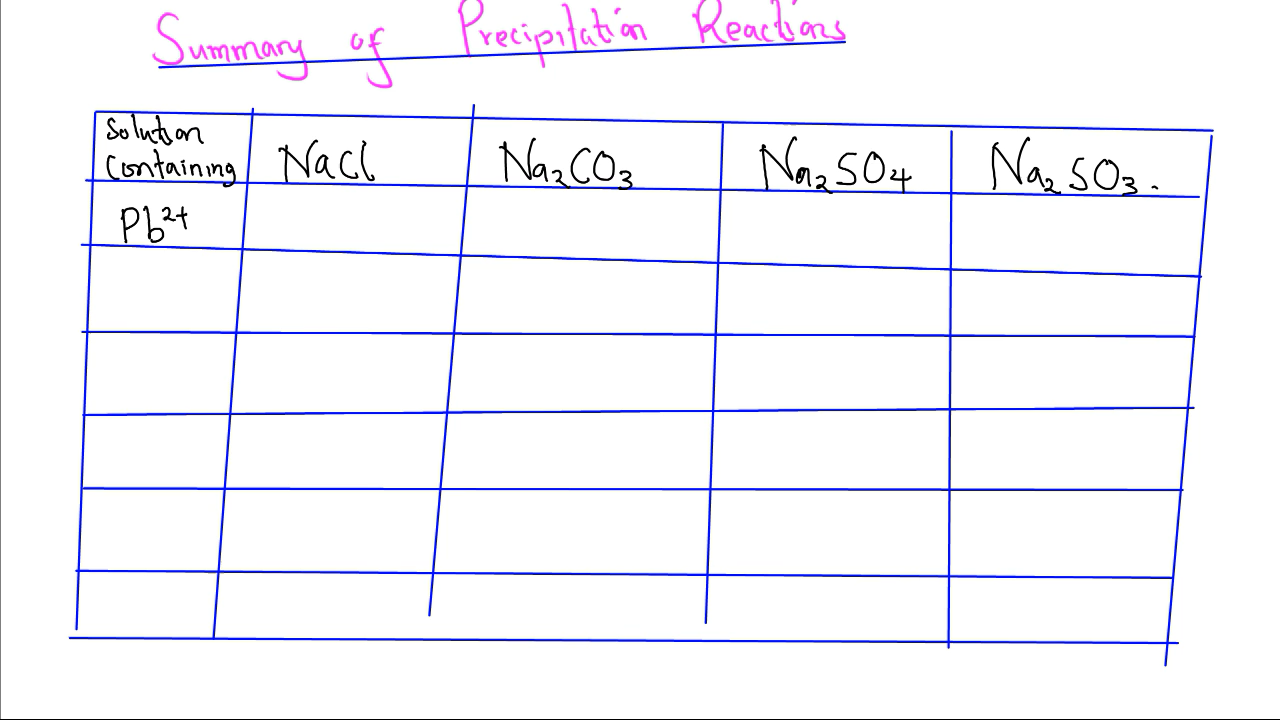 Summary of Precipitation Reactions
Solution
Containing
NaCl
Na₂CO₃
Na₂SO₄
Na₂SO₃.
Pb²⁺